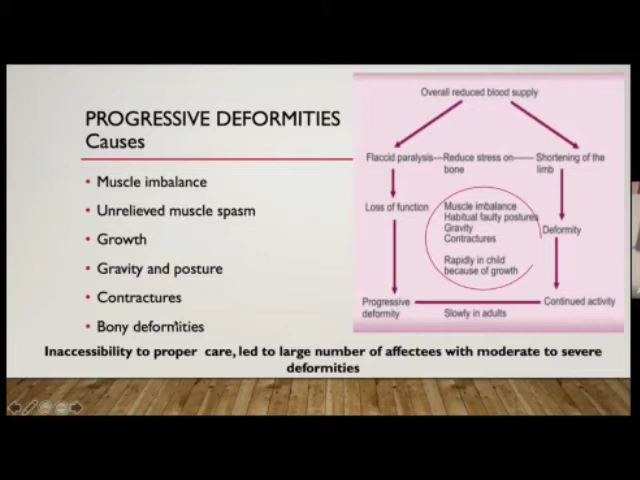 PROGRESSIVE DEFORMITIES
Causes
• Muscle imbalance
• Unrelieved muscle spasm
• Growth
• Gravity and posture
• Contractures
• Bony deformities
Overall reduced blood supply
Flaccid paralysis
Reduce stress on
bone
Shortening of the
limb
Loss of function
Muscle imbalance
Habitual faulty postures
Gravity
Contractures
Rapidly in child
because of growth
Deformity
Progressive
deformity
Slowly in adults
Continued activity
Inaccessibility to proper care, led to large number of affectees with moderate to severe
deformities